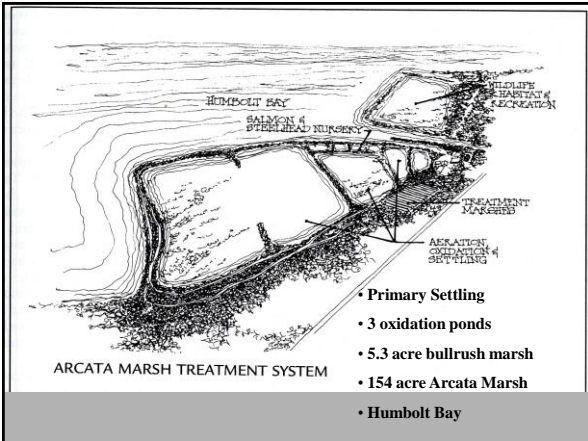 HUMBOLT BAY
SALMON &
STEELHEAD NURSERY
WILDLIFE
HABITAT &
RECREATION
TREATMENT
MARSHES
AERATION,
OXIDATION &
SETTLING
ARCATA MARSH TREATMENT SYSTEM
• Primary Settling
• 3 oxidation ponds
• 5.3 acre bullrush marsh
• 154 acre Arcata Marsh
• Humbolt Bay